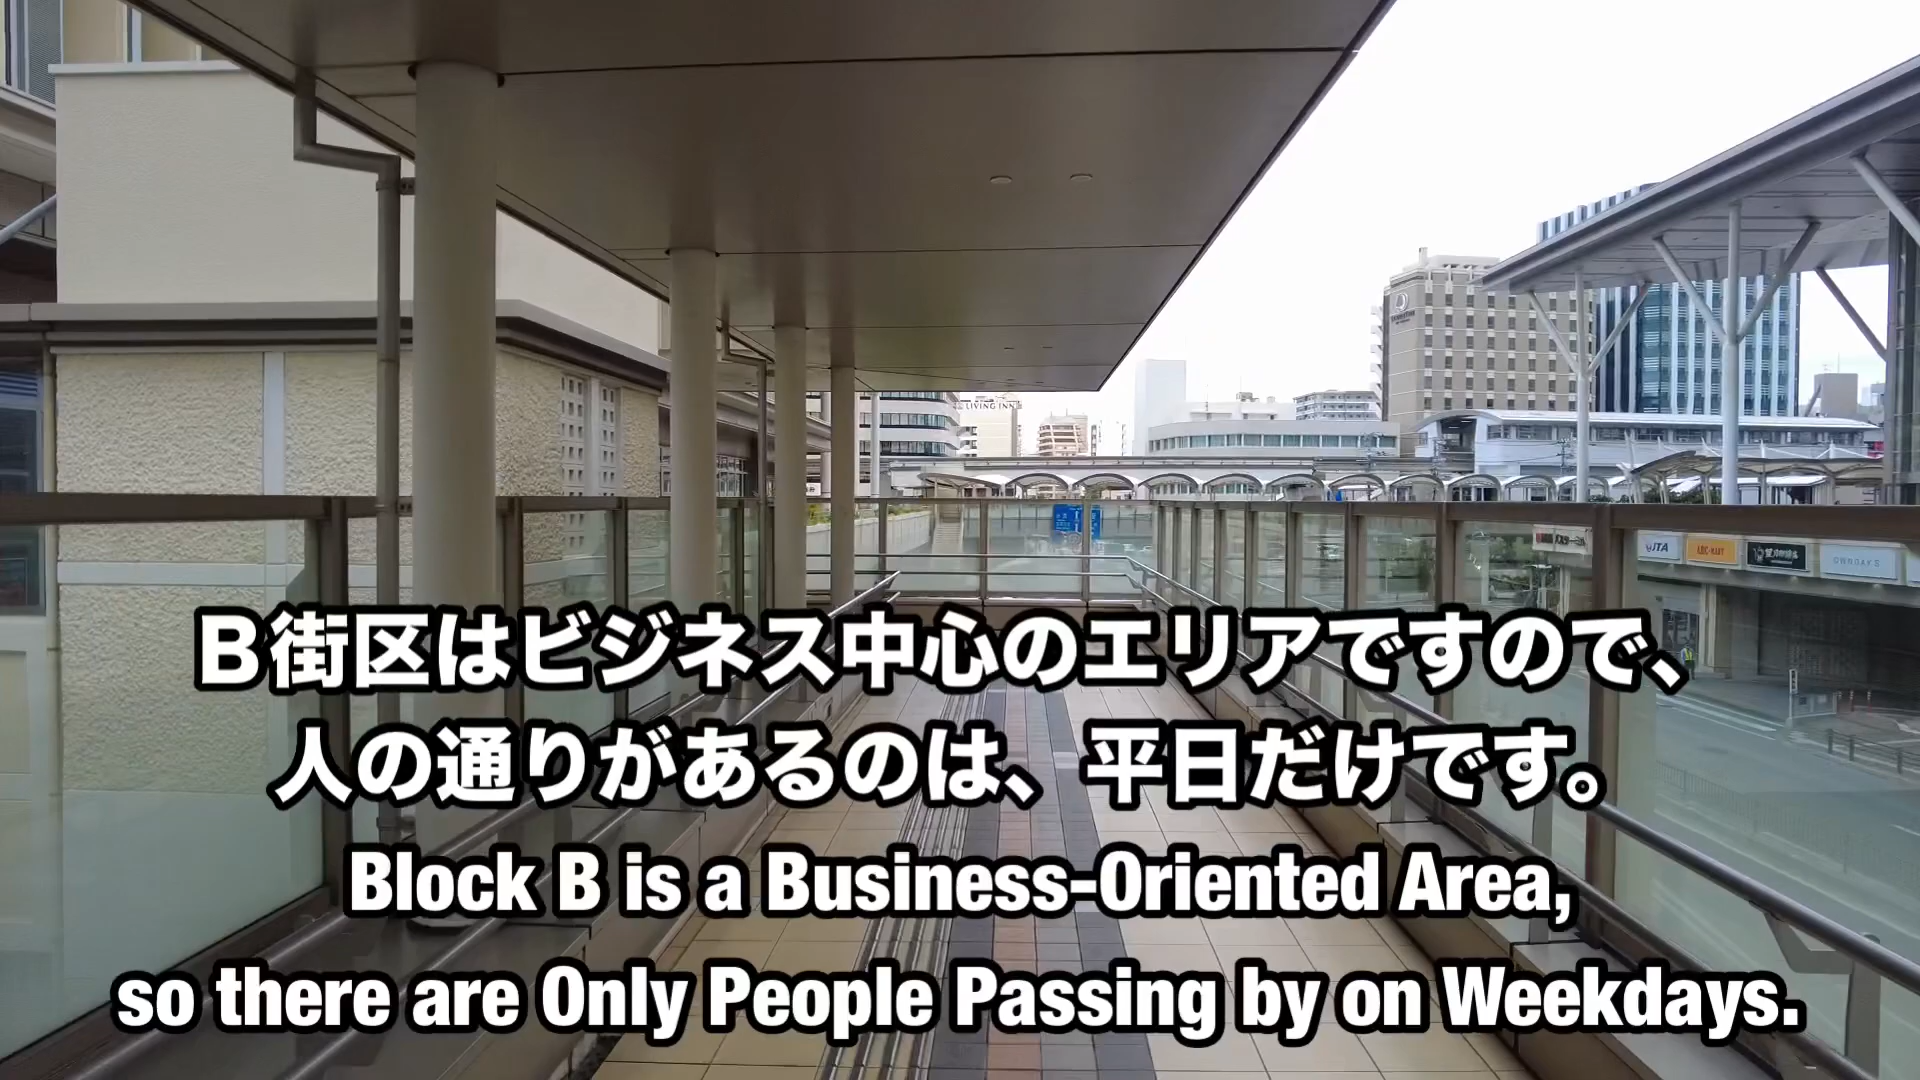 LIVING INN
JTA
OWNDAYS
B街区はビジネス中心のエリアですので、
人の通りがあるのは、平日だけです。
Block B is a Business-Oriented Area,
so there are Only People Passing by on Weekdays.